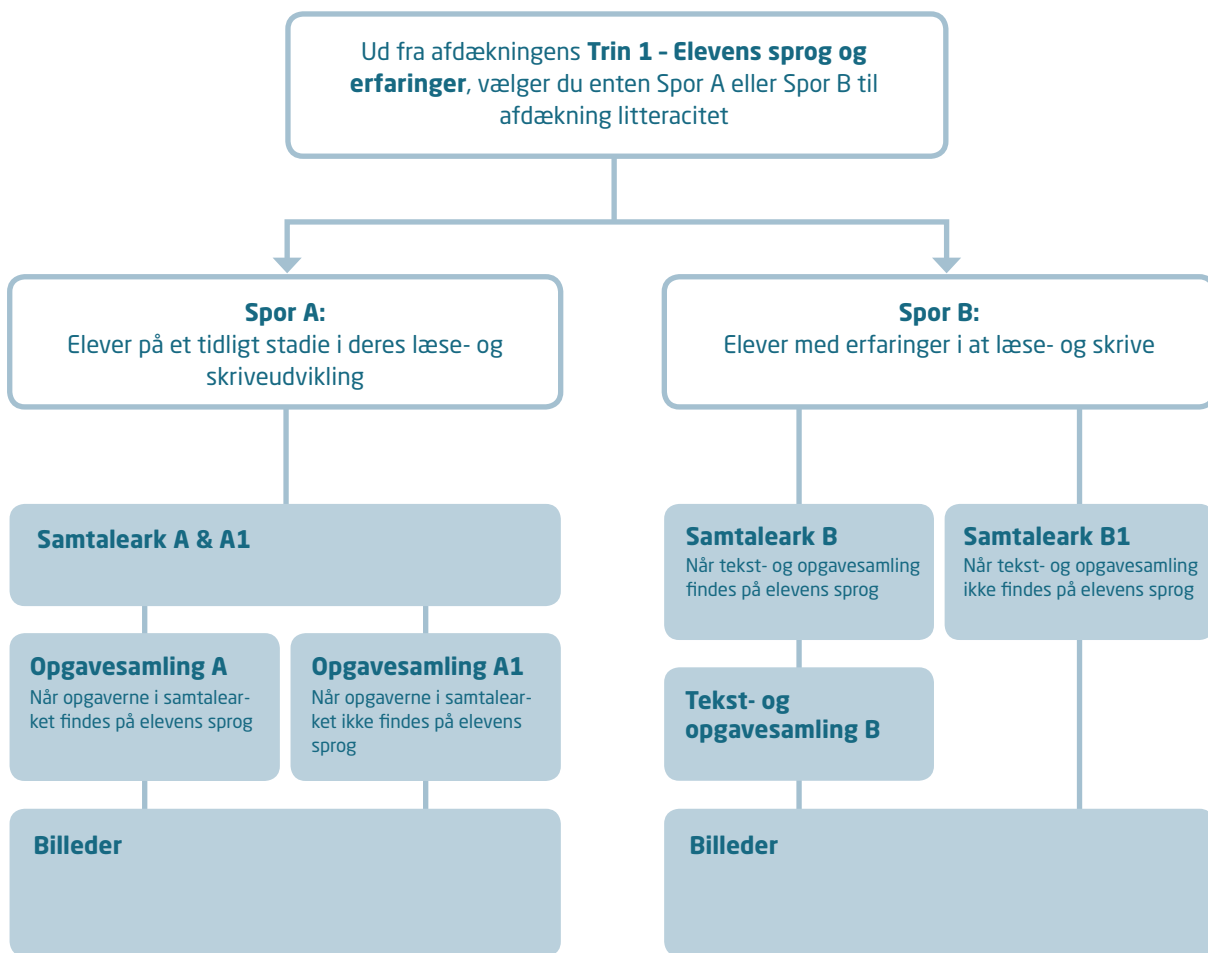 Ud fra afdækningens Trin 1 – Elevens sprog og
erfaringer, vælger du enten Spor A eller Spor B til
afdækning litteracitet
Spor A:
Elever på et tidligt stadie i deres læse- og
skriveudvikling
Spor B:
Elever med erfaringer i at læse- og skrive
Samtaleark A & A1
Opgavesamling A
Når opgaverne i samtalear-
ket findes på elevens sprog
Opgavesamling A1
Når opgaverne i samtalear-
ket ikke findes på elevens
sprog
Billeder
Samtaleark B
Når tekst- og opgavesamling
findes på elevens sprog
Samtaleark B1
Når tekst- og opgavesamling
ikke findes på elevens sprog
Tekst- og
opgavesamling B
Billeder